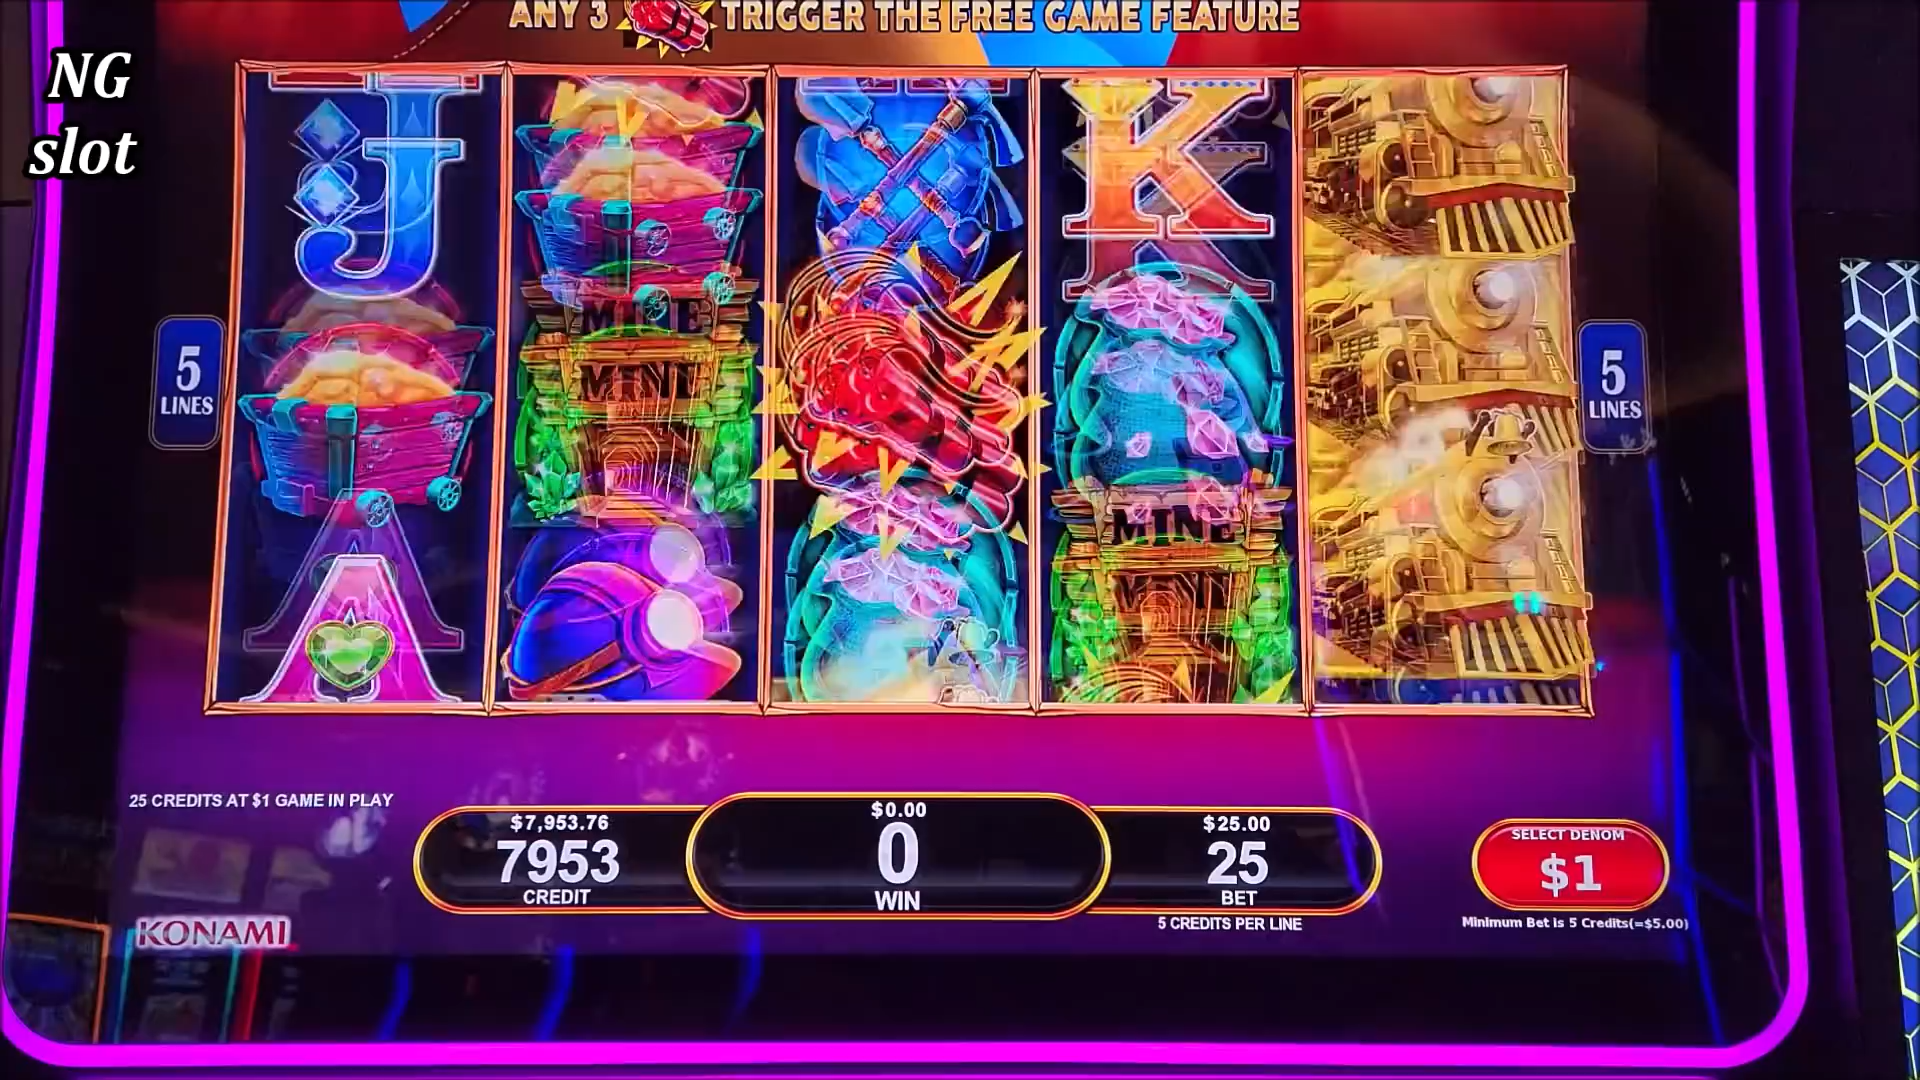 ANY 3 TRIGGER THE FREE GAME FEATURE
NG
slot
J
K
MINE
MINE
5
LINES
5
LINES
MINE
A
25 CREDITS AT $1 GAME IN PLAY
$7,953.76
7953
CREDIT
$0.00
0
WIN
$25.00
25
BET
5 CREDITS PER LINE
SELECT DENOM
$1
Minimum Bet is 5 Credits(=$5.00)
KONAMI